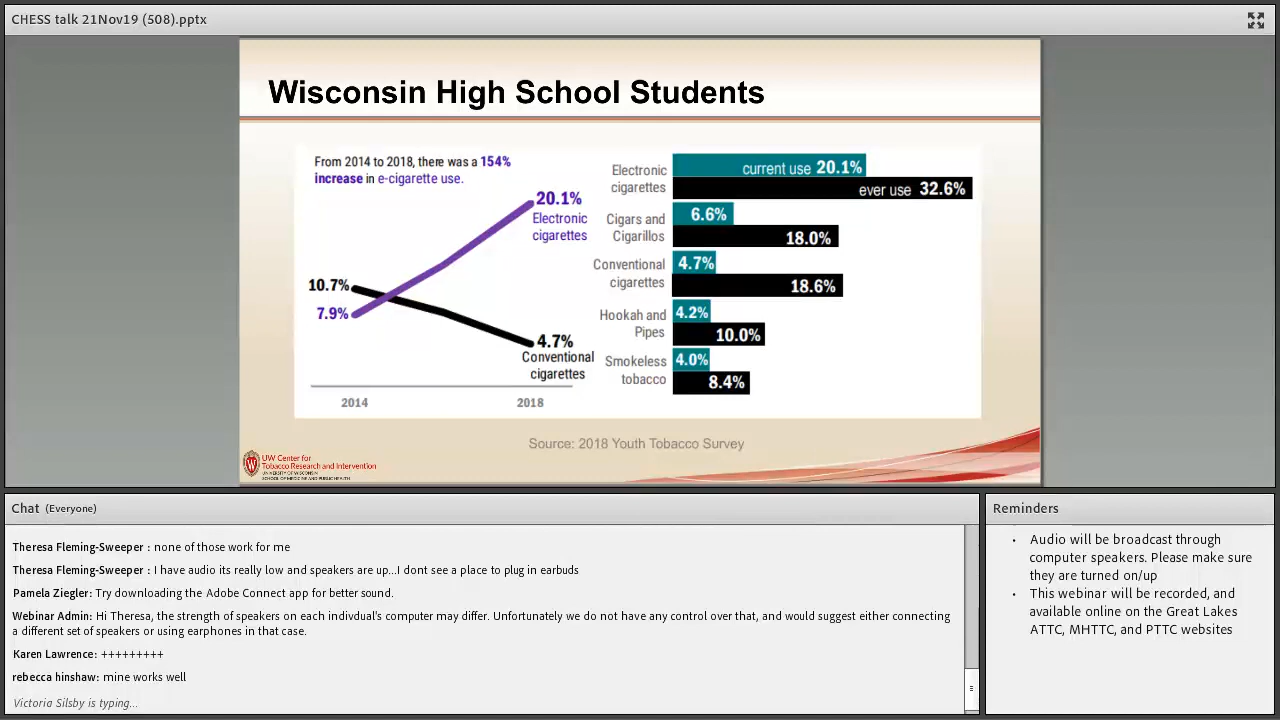 CHESS talk 21Nov19 (508).pptx
Wisconsin High School Students
From 2014 to 2018, there was a 154%
increase in e-cigarette use.
20.1%
Electronic
cigarettes
10.7%
7.9%
4.7%
Conventional
cigarettes
2014
2018
Electronic
cigarettes
current use 20.1%
ever use 32.6%
Cigars and
Cigarillos
6.6%
18.0%
Conventional
cigarettes
4.7%
18.6%
Hookah and
Pipes
4.2%
10.0%
Smokeless
tobacco
4.0%
8.4%
Source: 2018 Youth Tobacco Survey
W
UW Center for
Tobacco Research and Intervention
UNIVERSITY OF WISCONSIN
SCHOOL OF MEDICINE AND PUBLIC HEALTH
Chat (Everyone)
Theresa Fleming-Sweeper : none of those work for me
Theresa Fleming-Sweeper : I have audio its really low and speakers are up...I dont see a place to plug in earbuds
Pamela Ziegler: Try downloading the Adobe Connect app for better sound.
Webinar Admin: Hi Theresa, the strength of speakers on each indivdual's computer may differ. Unfortunately we do not have any control over that, and would suggest either connecting
a different set of speakers or using earphones in that case.
Karen Lawrence: +++++++++
rebecca hinshaw: mine works well
Victoria Silsby is typing...
Reminders
• Audio will be broadcast through
computer speakers. Please make sure
they are turned on/up
• This webinar will be recorded, and
available online on the Great Lakes
ATTC, MHTTC, and PTTC websites